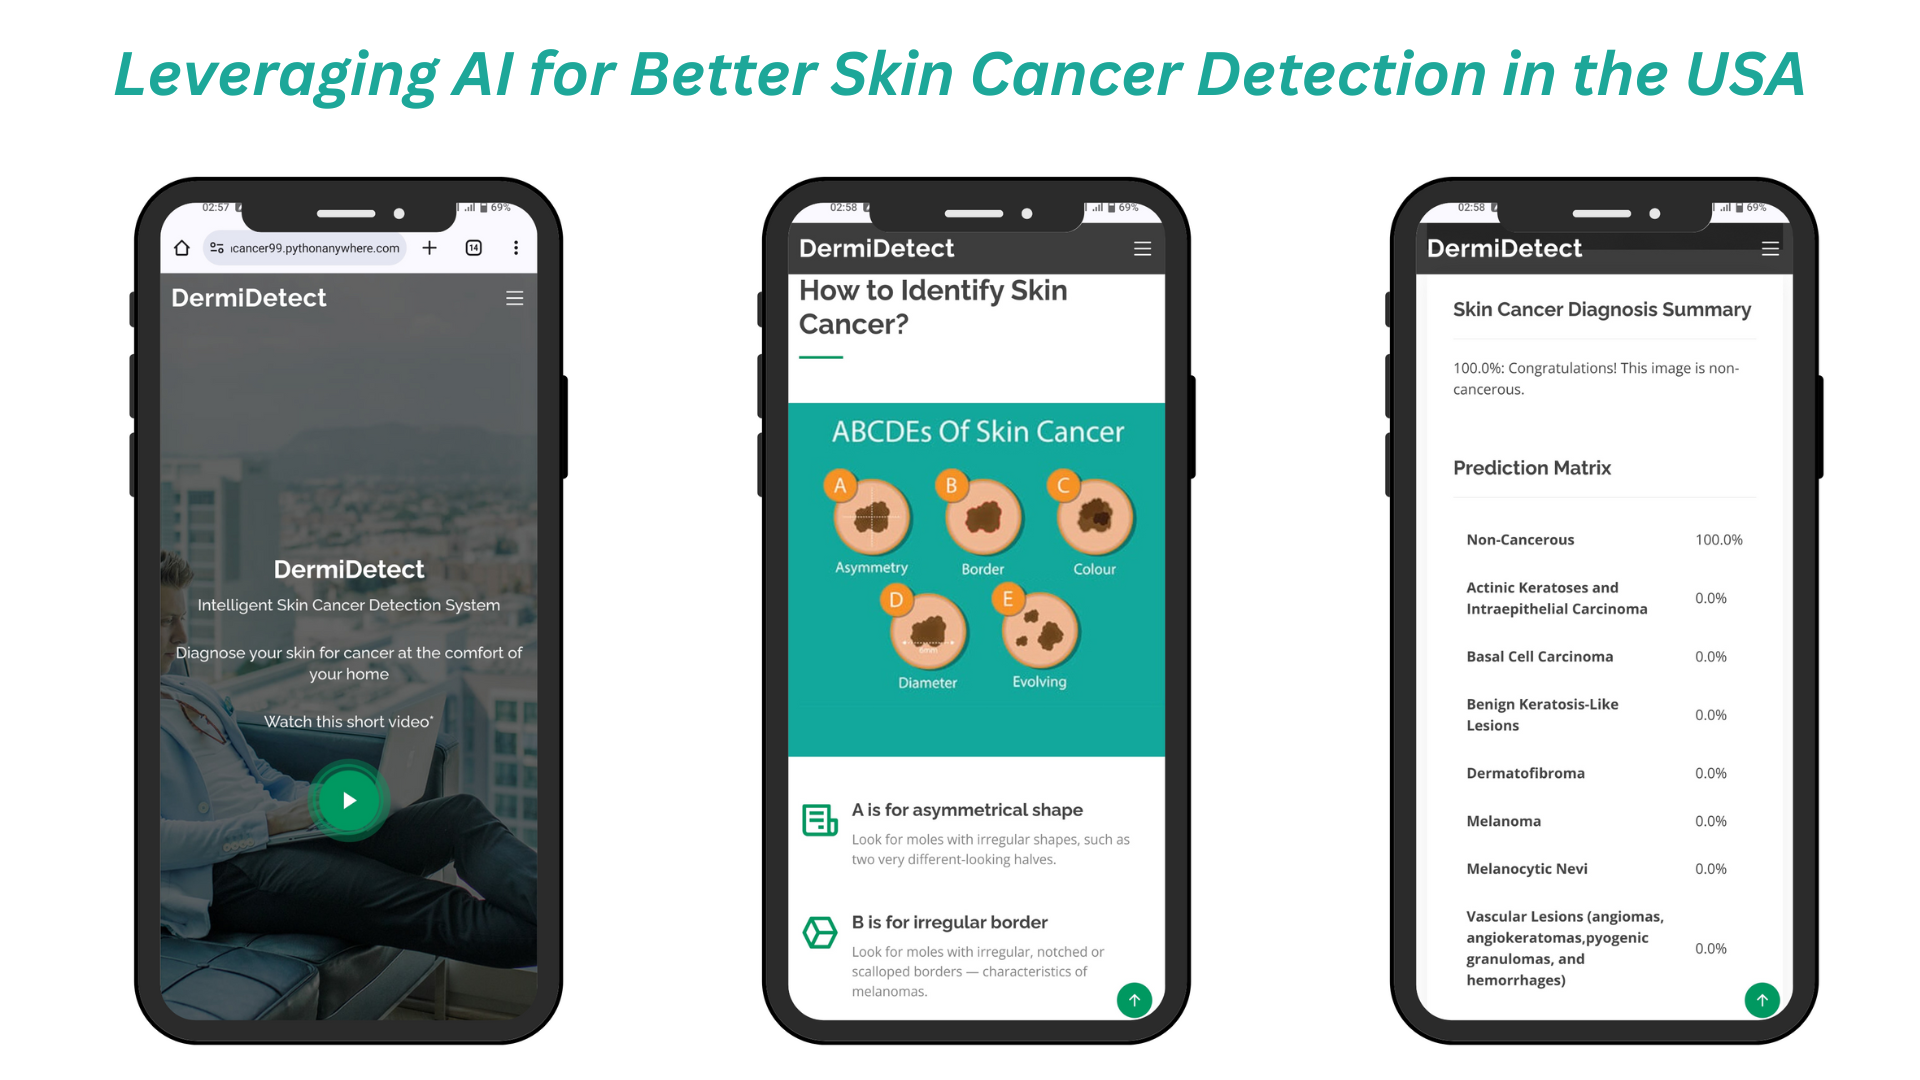 Leveraging AI for Better Skin Cancer Detection in the USA
02:57
69%
icancer99.pythonanywhere.com
14
DermiDetect
DermiDetect
Intelligent Skin Cancer Detection System
Diagnose your skin for cancer at the comfort of
your home
Watch this short video*
02:58
69%
DermiDetect
How to Identify Skin
Cancer?
ABCDEs Of Skin Cancer
A
B
C
Asymmetry
Border
Colour
D
E
6mm
Diameter
Evolving
A is for asymmetrical shape
Look for moles with irregular shapes, such as
two very different-looking halves.
B is for irregular border
Look for moles with irregular, notched or
scalloped borders — characteristics of
melanomas.
02:58
69%
DermiDetect
Skin Cancer Diagnosis Summary
100.0%: Congratulations! This image is non-
cancerous.
Prediction Matrix
Non-Cancerous 100.0%
Actinic Keratoses and
Intraepithelial Carcinoma 0.0%
Basal Cell Carcinoma 0.0%
Benign Keratosis-Like
Lesions 0.0%
Dermatofibroma 0.0%
Melanoma 0.0%
Melanocytic Nevi 0.0%
Vascular Lesions (angiomas,
angiokeratomas,pyogenic
granulomas, and
hemorrhages) 0.0%